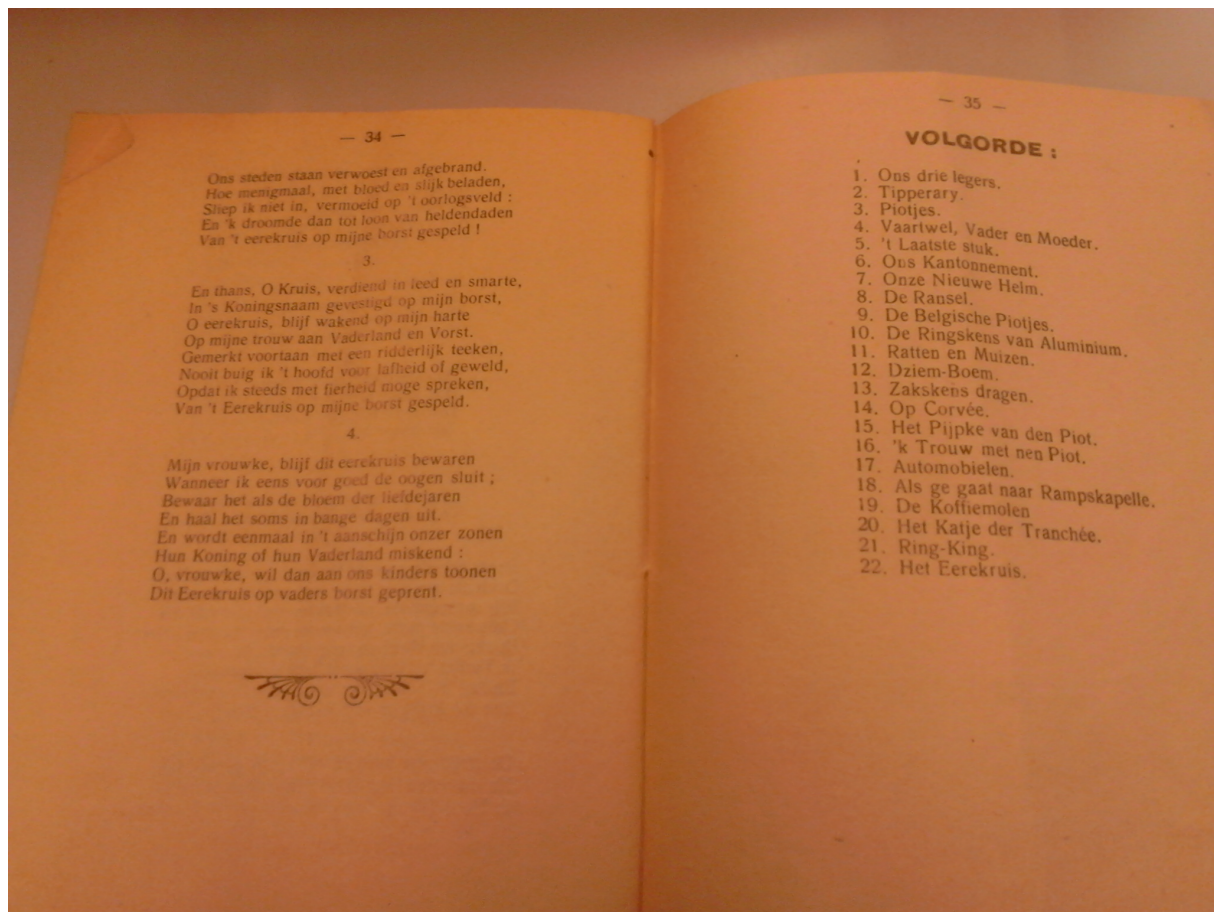 — 34 —
Ons steden staan verwoest en afgebrand.
Hoe menigmaal, met bloed en slijk beladen,
Sliep ik niet in, vermoeid op 't oorlogsveld :
En 'k droomde dan tot loon van heldendaden
Van 't eerekruis op mijne borst gespeld !
3.
En thans, O Kruis, verdiend in leed en smarte,
In 's Koningsnaam gevestigd op mijn borst,
O eerekruis, blijf wakend op mijn harte
Op mijne trouw aan Vaderland en Vorst.
Gemerkt voortaan met een ridderlijk teeken,
Nooit buig ik 't hoofd voor lafheid of geweld,
Opdat ik steeds met fierheid moge spreken,
Van 't Eerekruis op mijne borst gespeld.
4.
Mijn vrouwke, blijf dit eerekruis bewaren
Wanneer ik eens voor goed de oogen sluit ;
Bewaar het als de bloem der liefdejaren
En haal het soms in bange dagen uit.
En wordt eenmaal in 't aanschijn onzer zonen
Hun Koning of hun Vaderland miskend :
O, vrouwke, wil dan aan ons kinders toonen
Dit Eerekruis op vaders borst geprent.
— 35 —
VOLGORDE :
1. Ons drie legers.
2. Tipperary.
3. Piotjes.
4. Vaartwel, Vader en Moeder.
5. 't Laatste stuk.
6. Ons Kantonnement.
7. Onze Nieuwe Helm.
8. De Ransel.
9. De Belgische Piotjes.
10. De Ringskens van Aluminium.
11. Ratten en Muizen.
12. Dziem-Boem.
13. Zakskens dragen.
14. Op Corvée.
15. Het Pijpke van den Piot.
16. 'k Trouw met nen Piot.
17. Automobielen.
18. Als ge gaat naar Rampskapelle.
19. De Koffiemolen
20. Het Katje der Tranchée.
21. Ring-King.
22. Het Eerekruis.